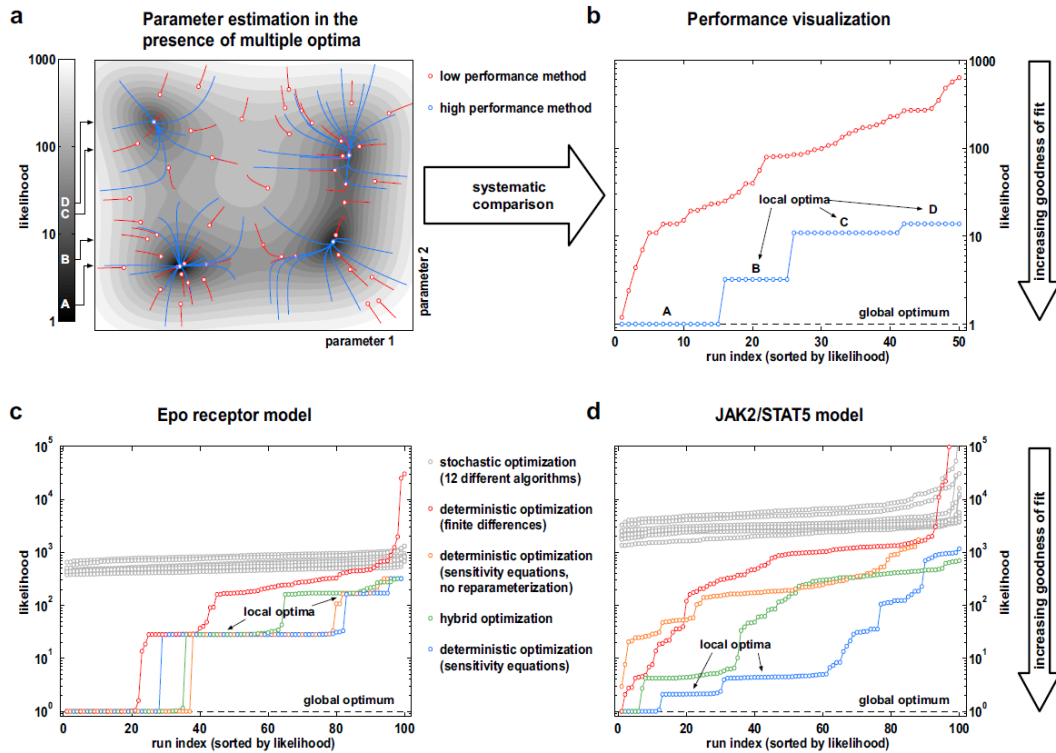 a
Parameter estimation in the
presence of multiple optima
1000
100
10
1
likelihood
D
C
B
A
parameter 1
parameter 2
low performance method
high performance method
systematic
comparison
b
Performance visualization
1000
100
10
1
likelihood
local optima
A
B
C
D
global optimum
0
10
20
30
40
50
run index (sorted by likelihood)
increasing goodness of fit
c
Epo receptor model
10^5
10^4
10^3
10^2
10^1
10^0
likelihood
local optima
global optimum
0
20
40
60
80
100
run index (sorted by likelihood)
stochastic optimization
(12 different algorithms)
deterministic optimization
(finite differences)
deterministic optimization
(sensitivity equations,
no reparameterization)
hybrid optimization
deterministic optimization
(sensitivity equations)
d
JAK2/STAT5 model
10^5
10^4
10^3
10^2
10^1
10^0
likelihood
local optima
global optimum
0
20
40
60
80
100
run index (sorted by likelihood)
increasing goodness of fit